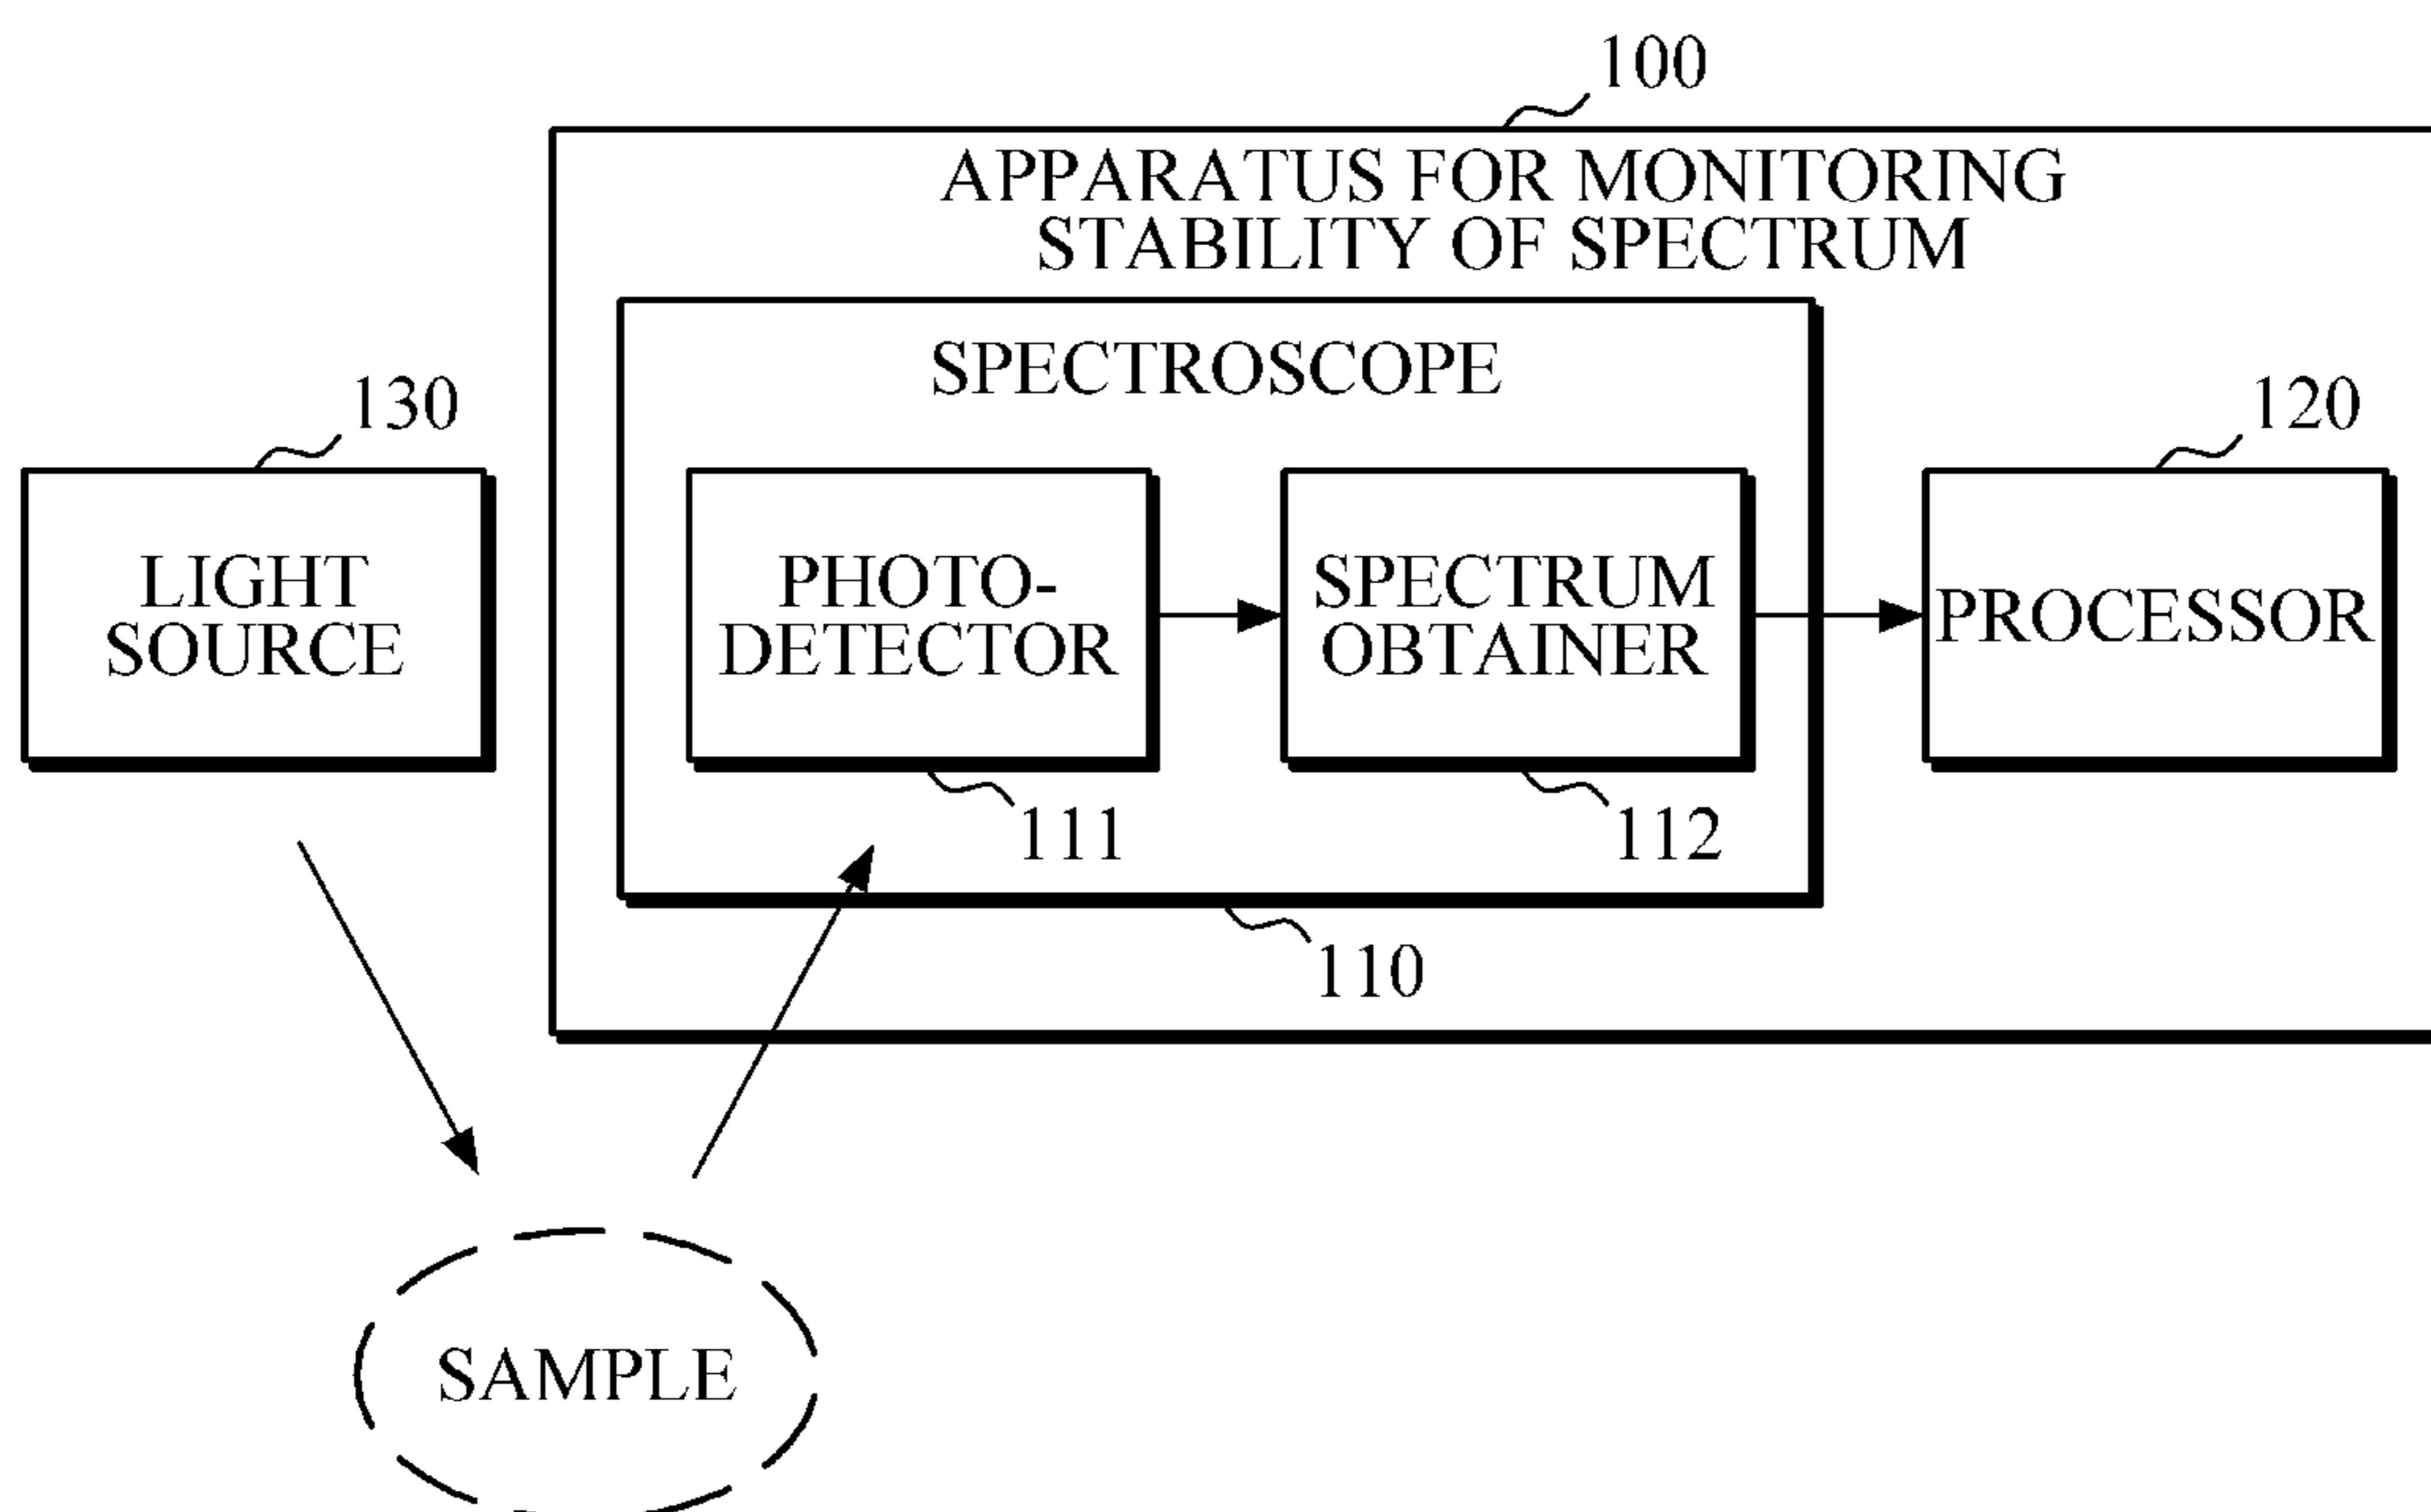 100
APPARATUS FOR MONITORING
STABILITY OF SPECTRUM
SPECTROSCOPE
130
120
LIGHT
SOURCE
PHOTO-
DETECTOR
SPECTRUM
OBTAINER
PROCESSOR
111
112
110
SAMPLE